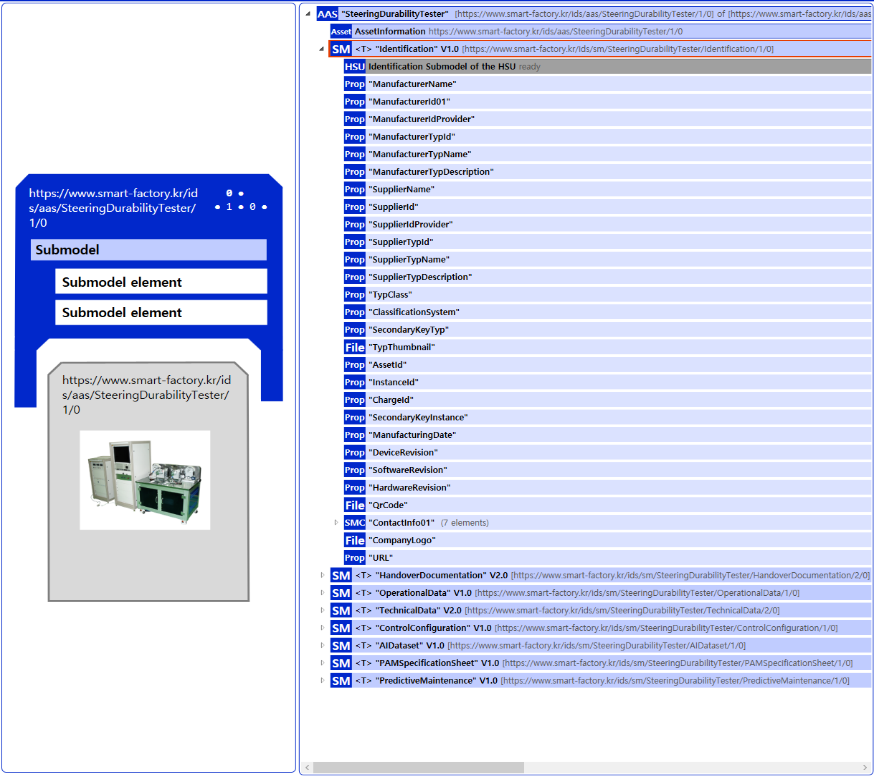 https://www.smart-factory.kr/id
s/aas/SteeringDurabilityTester/
1/0
0
1 0
Submodel
Submodel element
Submodel element
https://www.smart-factory.kr/id
s/aas/SteeringDurabilityTester/
1/0
AAS "SteeringDurabilityTester" [https://www.smart-factory.kr/ids/aas/SteeringDurabilityTester/1/0] of [https://www.smart-factory.kr/ids/aas
Asset AssetInformation https://www.smart-factory.kr/ids/aas/SteeringDurabilityTester/1/0
SM <T> "Identification" V1.0 [https://www.smart-factory.kr/ids/sm/SteeringDurabilityTester/Identification/1/0]
HSU Identification Submodel of the HSU ready
Prop "ManufacturerName"
Prop "ManufacturerId01"
Prop "ManufacturerIdProvider"
Prop "ManufacturerTypId"
Prop "ManufacturerTypName"
Prop "ManufacturerTypDescription"
Prop "SupplierName"
Prop "SupplierId"
Prop "SupplierIdProvider"
Prop "SupplierTypId"
Prop "SupplierTypName"
Prop "SupplierTypDescription"
Prop "TypClass"
Prop "ClassificationSystem"
Prop "SecondaryKeyTyp"
File "TypThumbnail"
Prop "AssetId"
Prop "InstanceId"
Prop "ChargeId"
Prop "SecondaryKeyInstance"
Prop "ManufacturingDate"
Prop "DeviceRevision"
Prop "SoftwareRevision"
Prop "HardwareRevision"
File "QrCode"
SMC "ContactInfo01" (7 elements)
File "CompanyLogo"
Prop "URL"
SM <T> "HandoverDocumentation" V2.0 [https://www.smart-factory.kr/ids/sm/SteeringDurabilityTester/HandoverDocumentation/2/0]
SM <T> "OperationalData" V1.0 [https://www.smart-factory.kr/ids/sm/SteeringDurabilityTester/OperationalData/1/0]
SM <T> "TechnicalData" V2.0 [https://www.smart-factory.kr/ids/sm/SteeringDurabilityTester/TechnicalData/2/0]
SM <T> "ControlConfiguration" V1.0 [https://www.smart-factory.kr/ids/sm/SteeringDurabilityTester/ControlConfiguration/1/0]
SM <T> "AIDataset" V1.0 [https://www.smart-factory.kr/ids/sm/SteeringDurabilityTester/AIDataset/1/0]
SM <T> "PAMSpecificationSheet" V1.0 [https://www.smart-factory.kr/ids/sm/SteeringDurabilityTester/PAMSpecificationSheet/1/0]
SM <T> "PredictiveMaintenance" V1.0 [https://www.smart-factory.kr/ids/sm/SteeringDurabilityTester/PredictiveMaintenance/1/0]